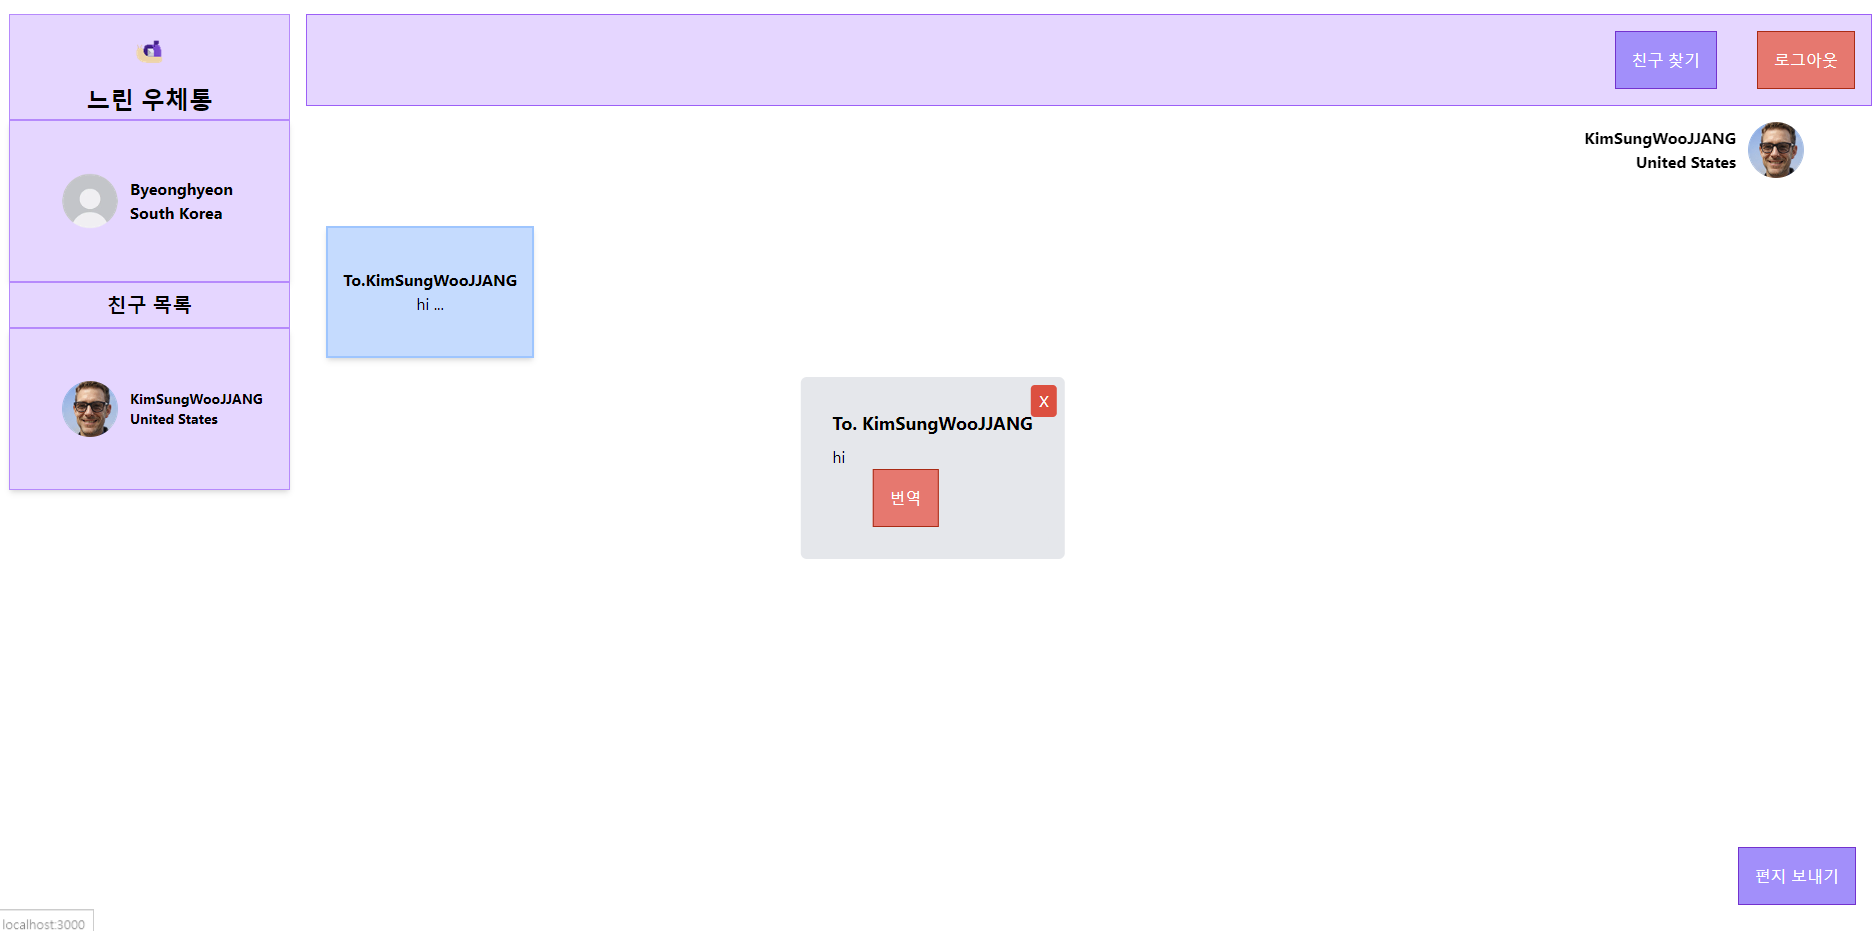 느린 우체통
Byeonghyeon
South Korea
친구 목록
KimSungWooJJANG
United States
친구 찾기
로그아웃
KimSungWooJJANG
United States
To.KimSungWooJJANG
hi ...
X
To. KimSungWooJJANG
hi
번역
편지 보내기
localhost:3000